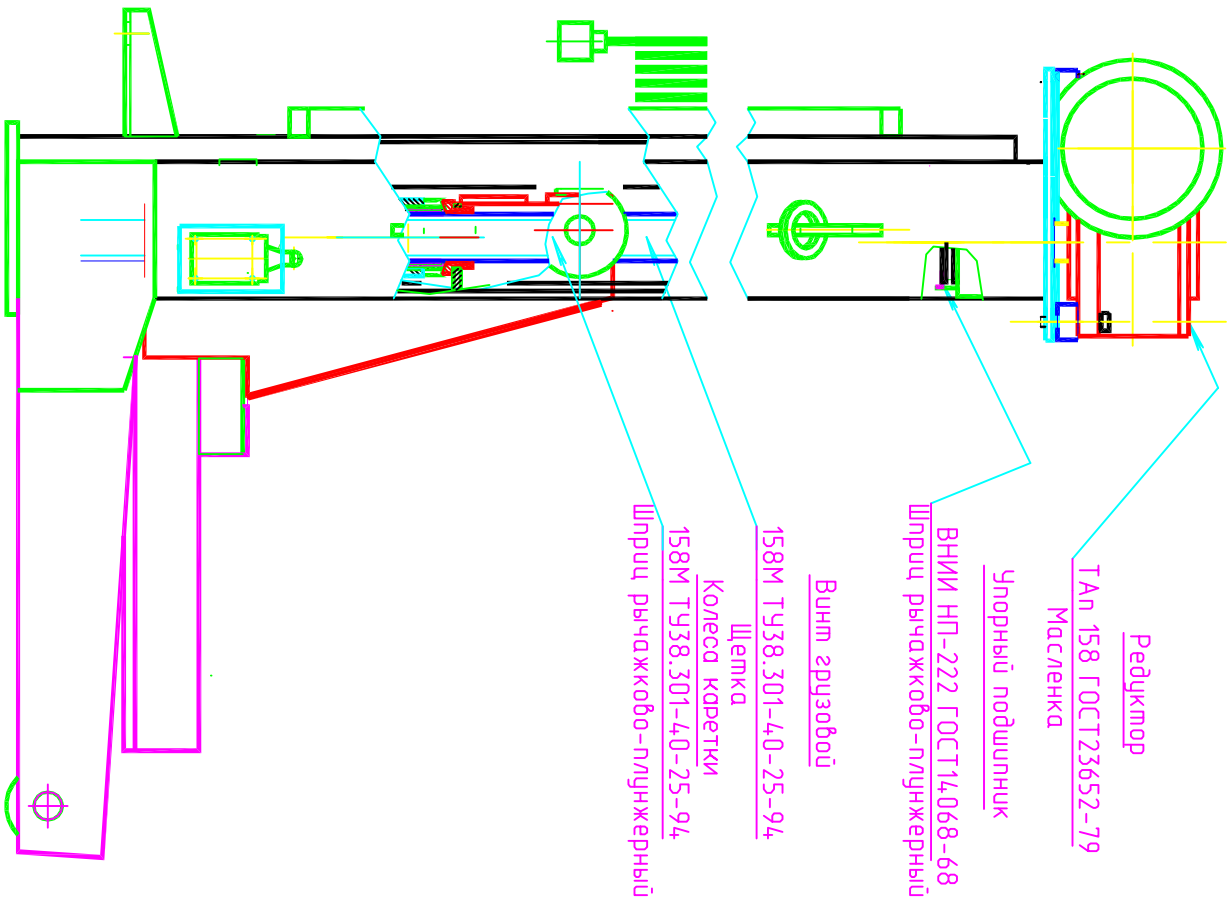 Редуктор
ТАп 158 ГОСТ23652-79
Масленка
Упорный подшипник
ВНИИ НП-222 ГОСТ14068-68
Шприц рычажково-плунжерный
Винт грузовой
158М ТУ38.301-40-25-94
Щетка
Колеса каретки
158М ТУ38.301-40-25-94
Шприц рычажково-плунжерный